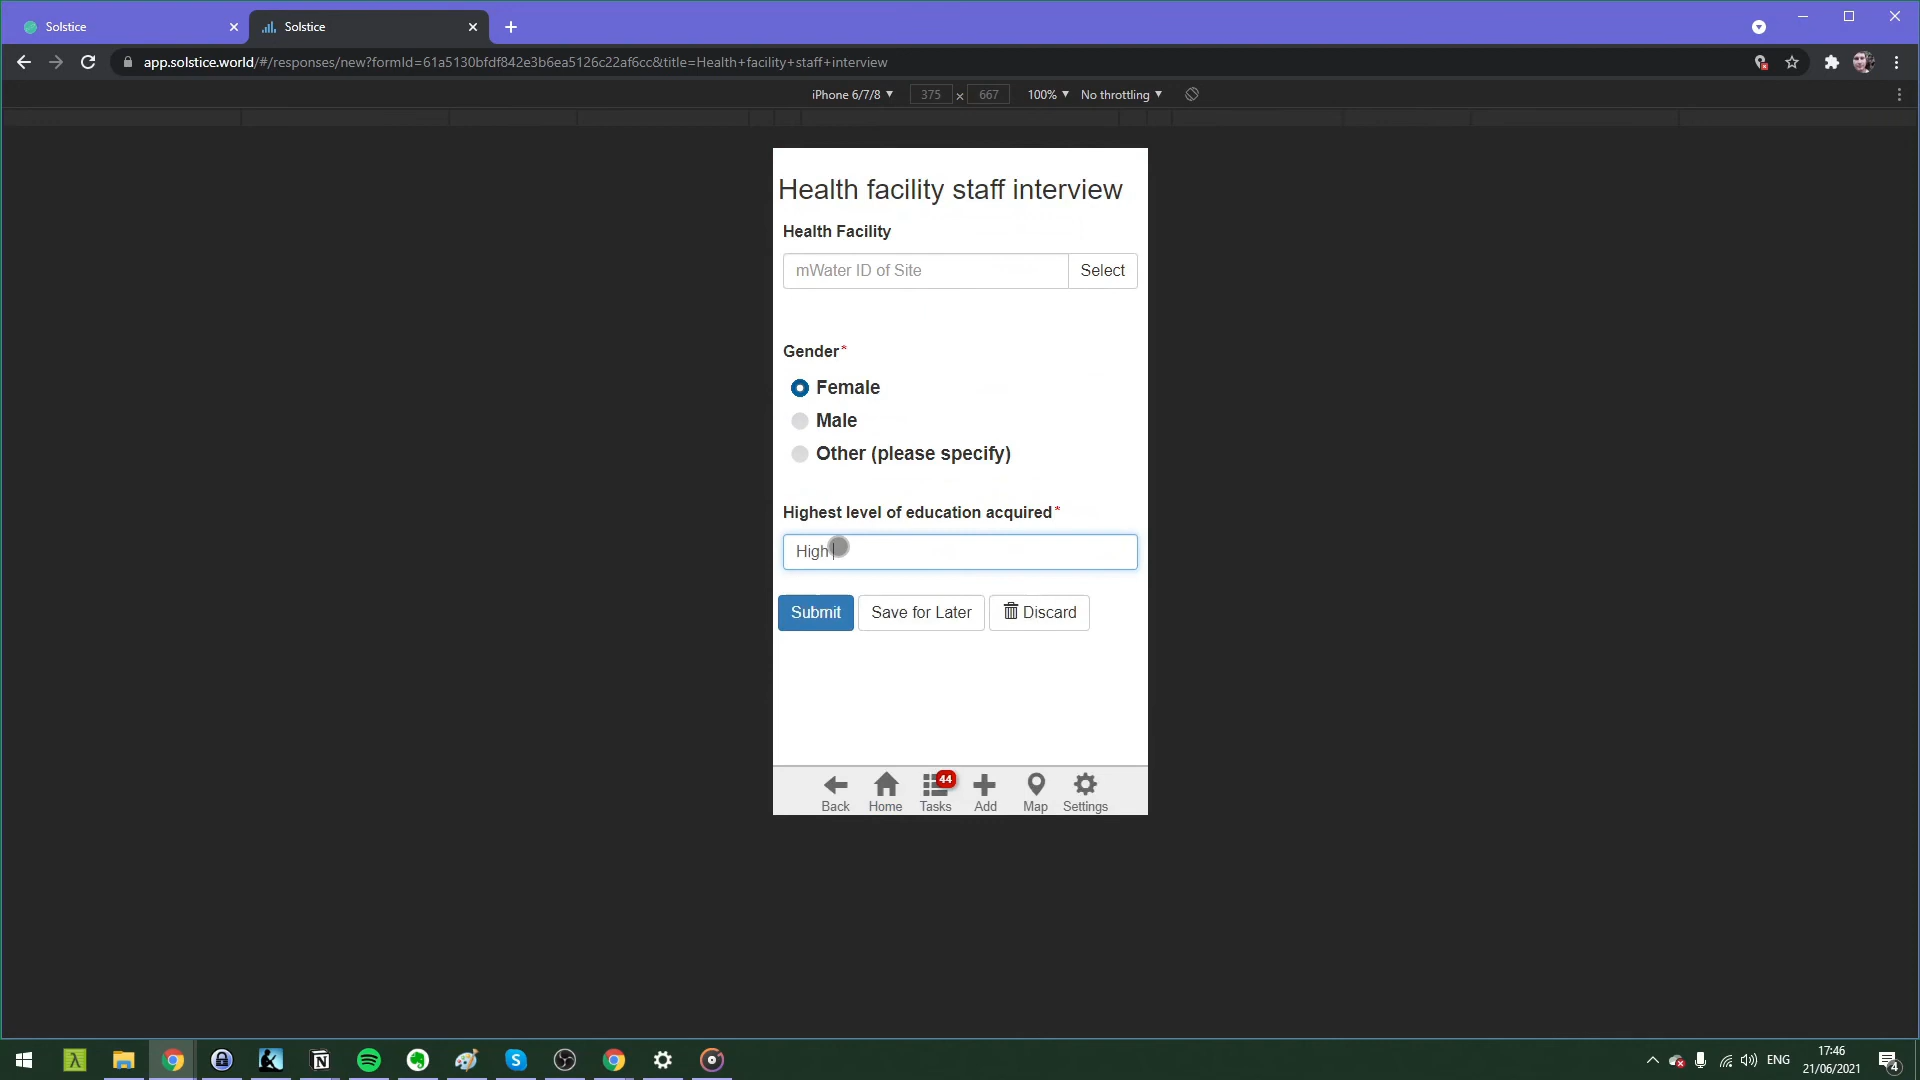 Solstice
Solstice
app.solstice.world/#/responses/new?formId=61a5130bfdf842e3b6ea5126c22af6cc&title=Health+facility+staff+interview
iPhone 6/7/8 ▼ 375 × 667 100% ▼ No throttling ▼
Health facility staff interview
Health Facility
mWater ID of Site Select
Gender*
Female
Male
Other (please specify)
Highest level of education acquired*
High
Submit Save for Later Discard
44
Back Home Tasks Add Map Settings
ENG
17:46
21/06/2021
4